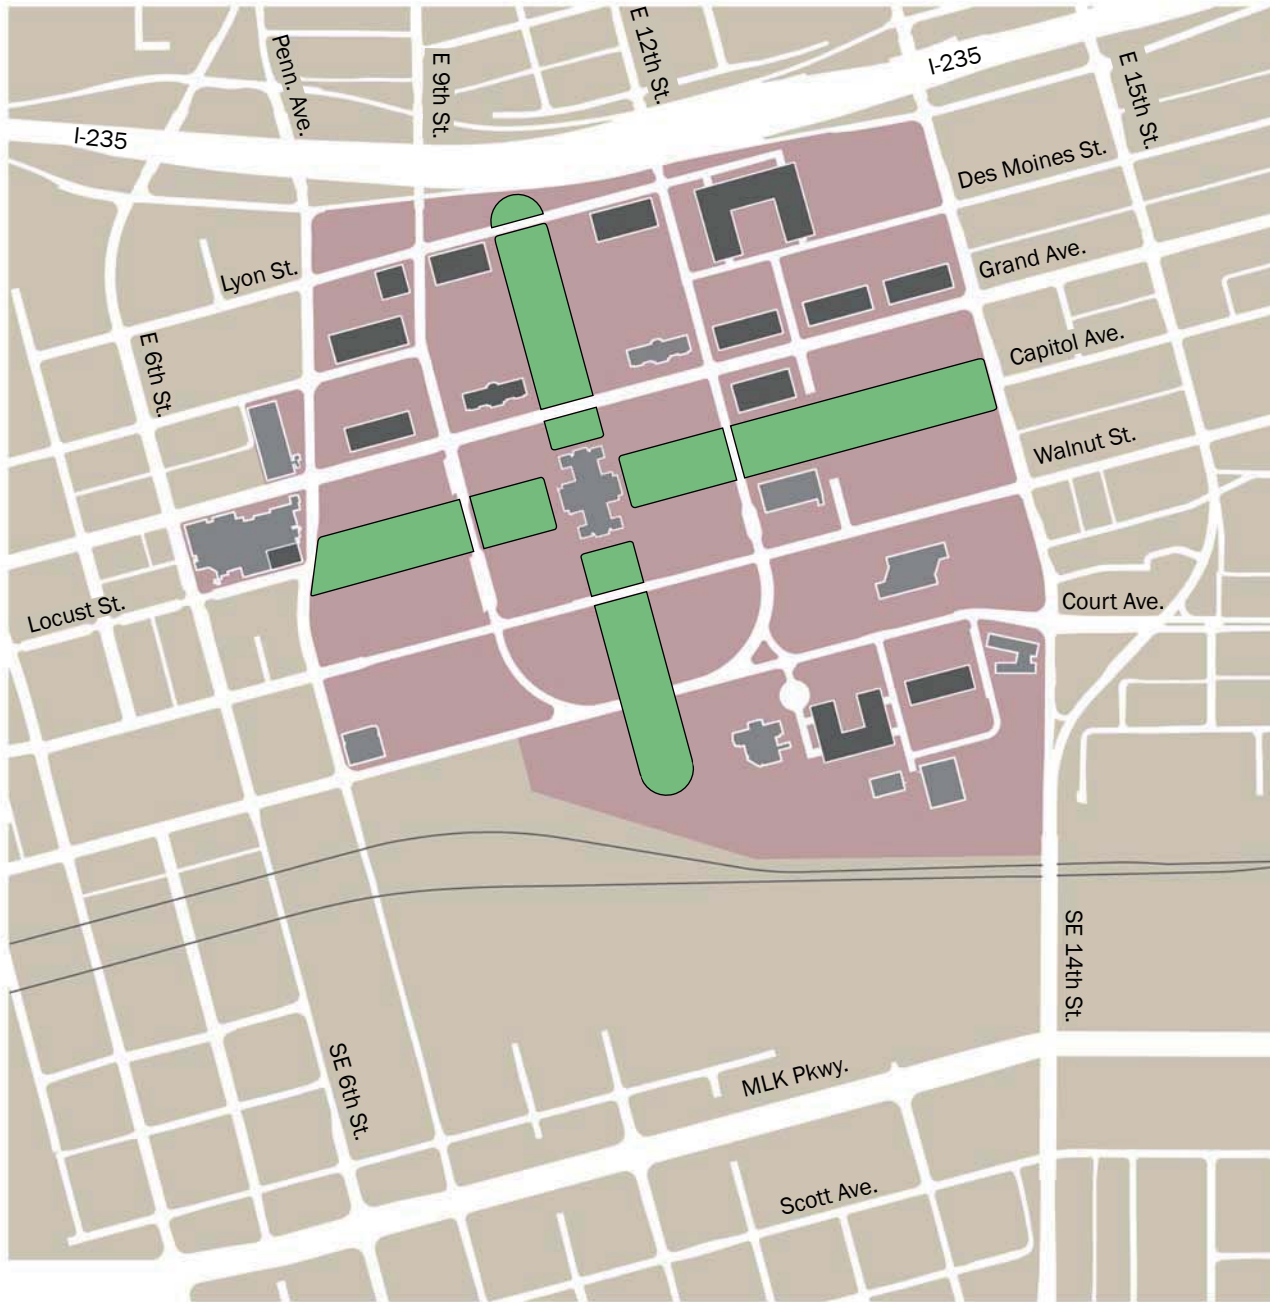 E 12th St.
Penn. Ave.
E 9th St.
I-235
E 15th St.
I-235
Des Moines St.
Grand Ave.
Lyon St.
Capitol Ave.
E 6th St.
Walnut St.
Court Ave.
Locust St.
SE 14th St.
SE 6th St.
MLK Pkwy.
Scott Ave.